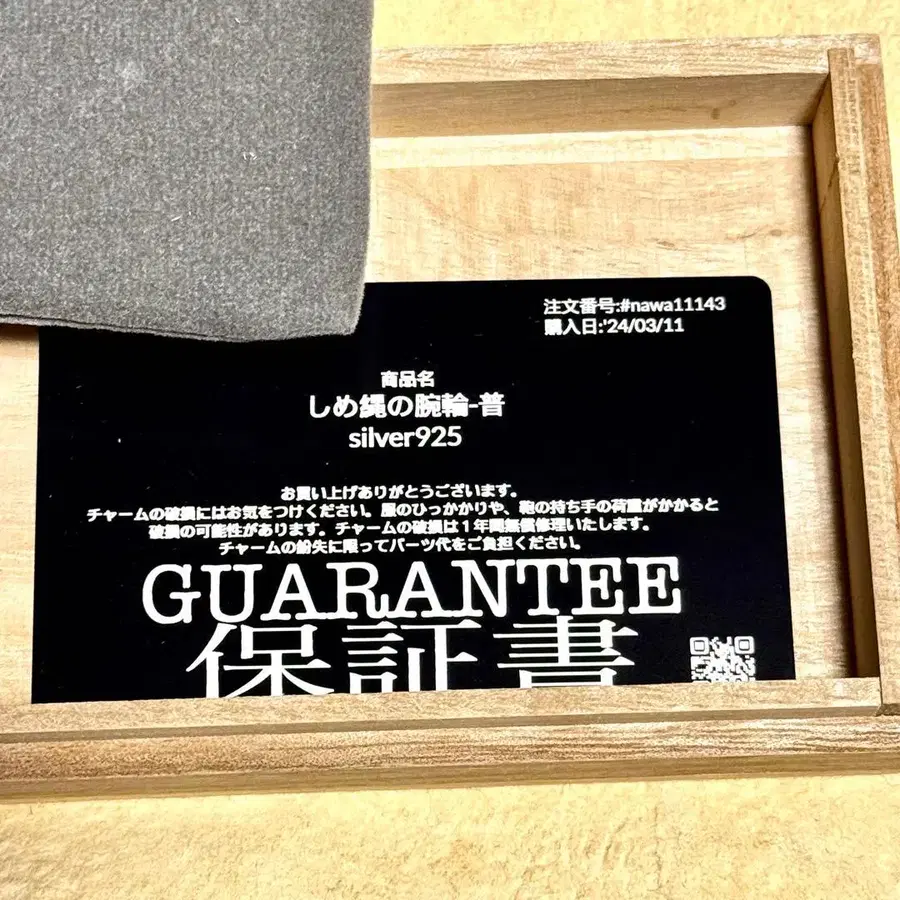 注文番号:#nawa11143
購入日:'24/03/11
商品名
しめ縄の腕輪-普
silver925
お買い上げありがとうございます。
チャームの破損にはお気をつけください。服のひっかかりや、鞄の持ち手の荷重がかかると
破損の可能性があります。チャームの破損は1年間無償修理いたします。
チャームの紛失に限ってパーツ代をご負担ください。
GUARANTEE
保証書